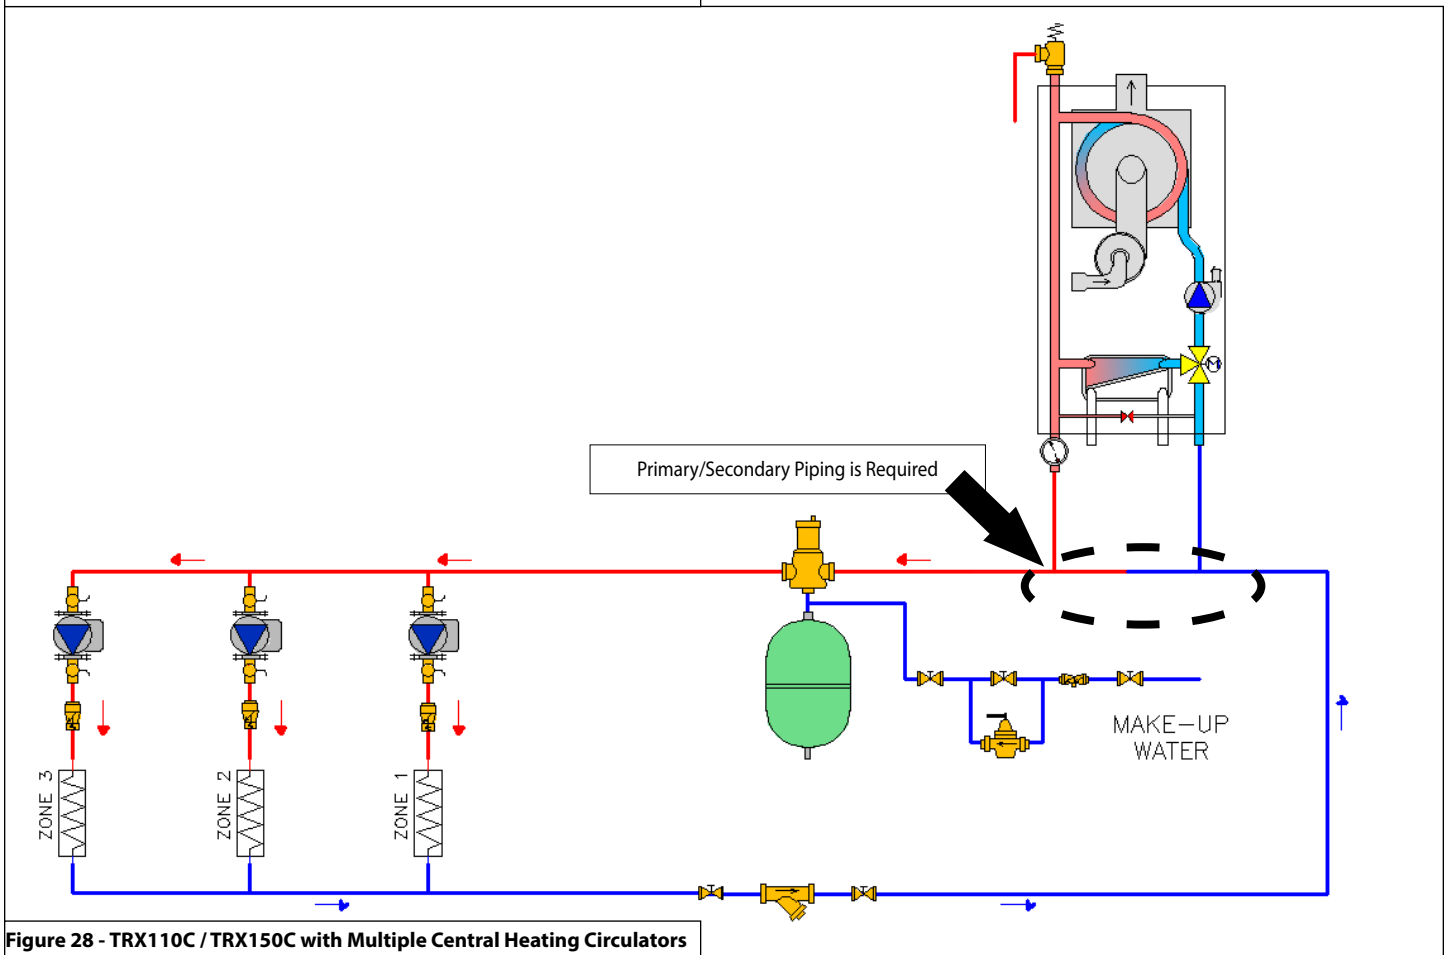 M
Primary/Secondary Piping is Required
MAKE-UP
WATER
ZONE 3
ZONE 2
ZONE 1
Figure 28 - TRX110C / TRX150C with Multiple Central Heating Circulators